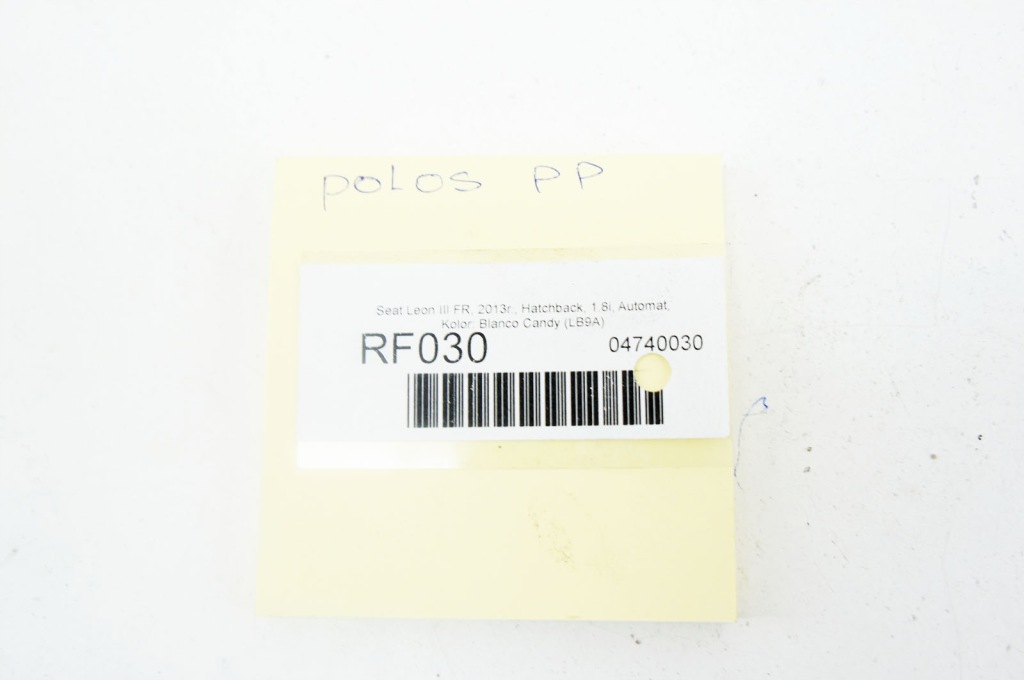 polos PP
Seat Leon III FR, 2013r., Hatchback, 1.8i, Automat,
Kolor: Blanco Candy (LB9A)
RF030 04740030